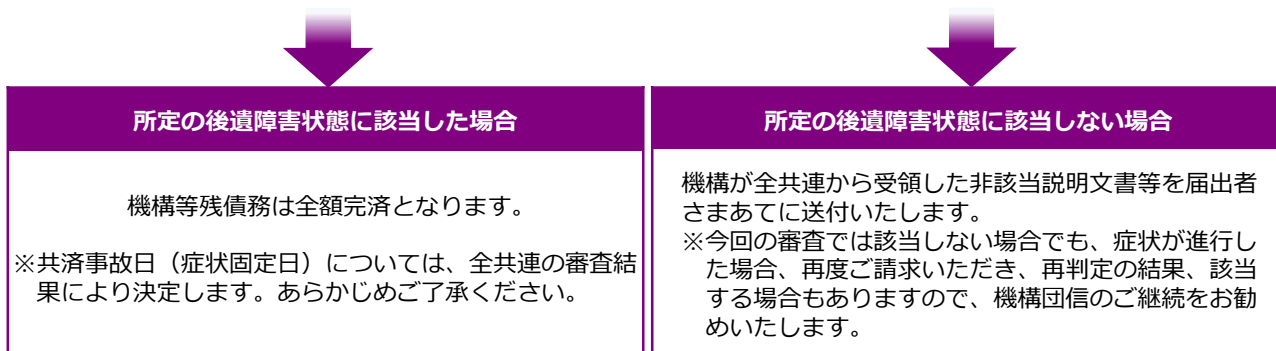 所定の後遺障害状態に該当した場合
機構等残債務は全額完済となります。
※共済事故日（症状固定日）については、全共連の審査結
果により決定します。あらかじめご了承ください。
所定の後遺障害状態に該当しない場合
機構が全共連から受領した非該当説明文書等を届出者
さまあてに送付いたします。
※今回の審査では該当しない場合でも、症状が進行し
た場合、再度ご請求いただき、再判定の結果、該当
する場合もありますので、機構団信のご継続をお勧
めいたします。